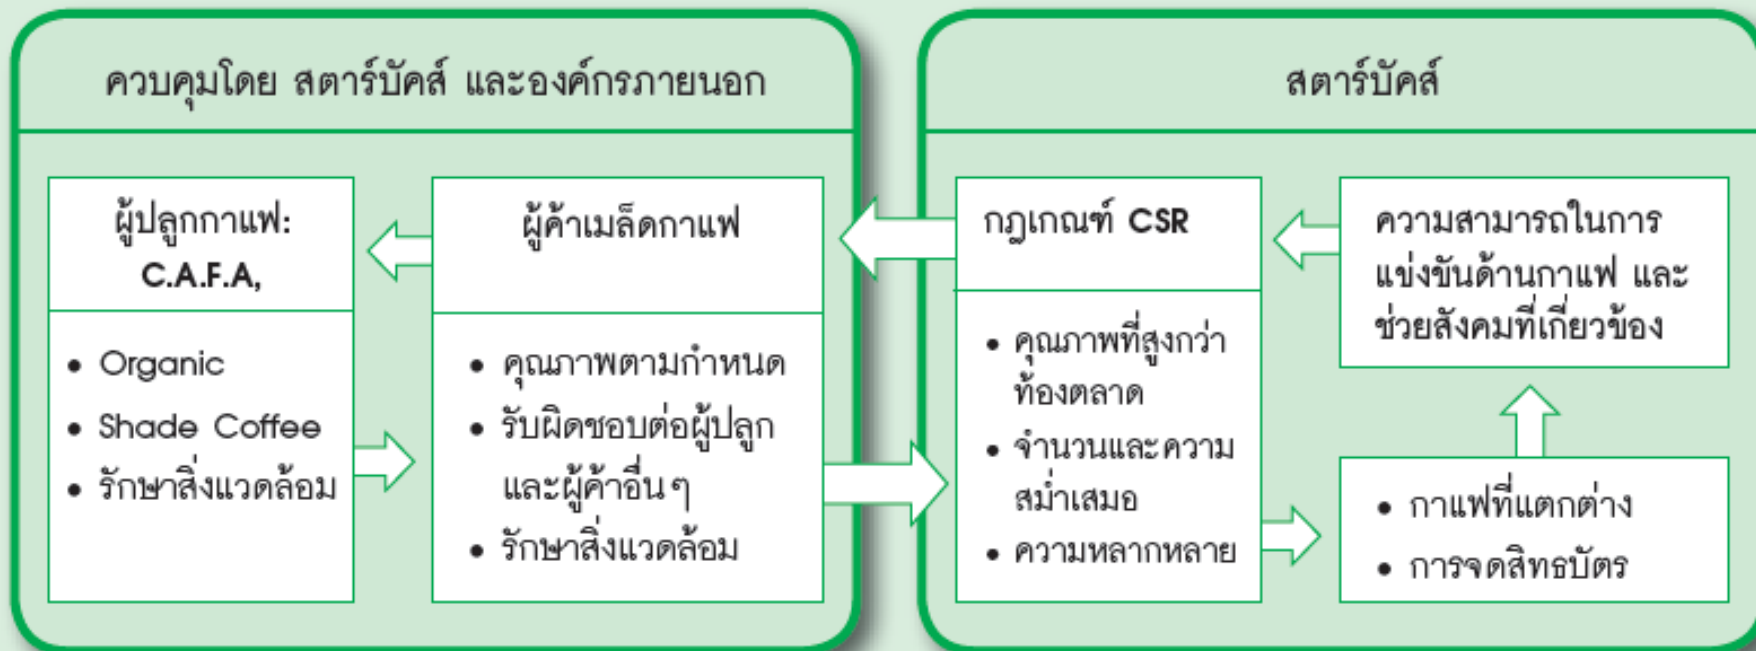 ควบคุมโดย สตาร์บัคส์ และองค์กรภายนอก
ผู้ปลูกกาแฟ:
C.A.F.A,
• Organic
• Shade Coffee
• รักษาสิ่งแวดล้อม
ผู้ค้าเมล็ดกาแฟ
• คุณภาพตามกำหนด
• รับผิดชอบต่อผู้ปลูก
และผู้ค้าอื่นๆ
• รักษาสิ่งแวดล้อม
สตาร์บัคส์
กฎเกณฑ์ CSR
• คุณภาพที่สูงกว่า
ท้องตลาด
• จำนวนและความ
สม่ำเสมอ
• ความหลากหลาย
ความสามารถในการ
แข่งขันด้านกาแฟ และ
ช่วยสังคมที่เกี่ยวข้อง
• กาแฟที่แตกต่าง
• การจดสิทธบัตร